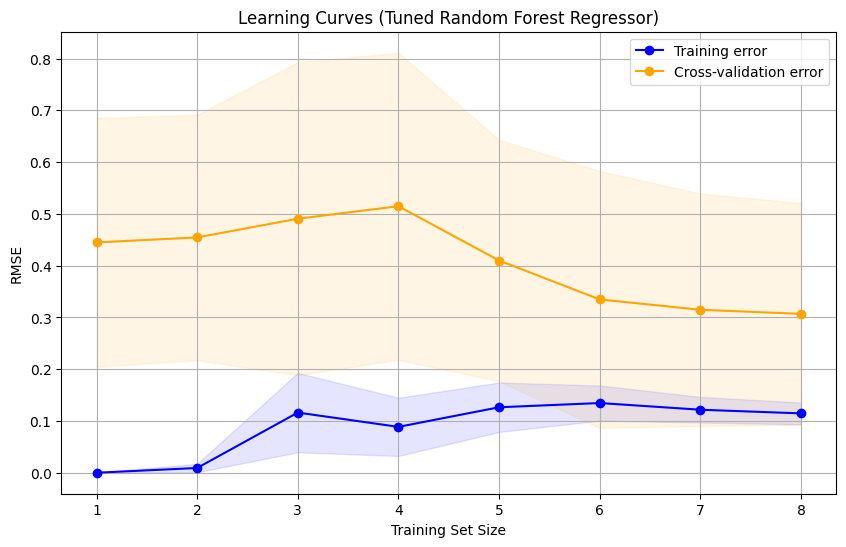 Learning Curves (Tuned Random Forest Regressor)
Training error
Cross-validation error
0.8
0.7
0.6
0.5
0.4
0.3
0.2
0.1
0.0
RMSE
1 2 3 4 5 6 7 8
Training Set Size